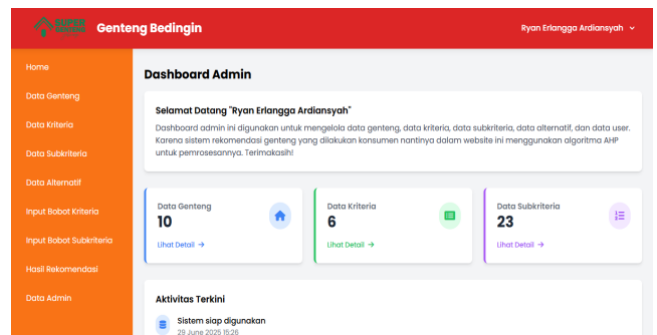 SUPER
Genteng Bedingin
Ryan Erlangga Ardiansyah
Home
Data Genteng
Data Kriteria
Data Subkriteria
Data Alternatif
Input Bobot Kriteria
Input Bobot Subkriteria
Hasil Rekomendasi
Data Admin
Dashboard Admin
Selamat Datang "Ryan Erlangga Ardiansyah"
Dashboard admin ini digunakan untuk mengelola data genteng, data kriteria, data subkriteria, data alternatif, dan data user.
Karena sistem rekomendasi genteng yang dilakukan konsumen nantinya dalam website ini menggunakan algoritma AHP
untuk pemrosesannya. Terimakasih!
Data Genteng
10
Lihat Detail →
Data Kriteria
6
Lihat Detail →
Data Subkriteria
23
Lihat Detail →
Aktivitas Terkini
Sistem siap digunakan
29 June 2025 15:26